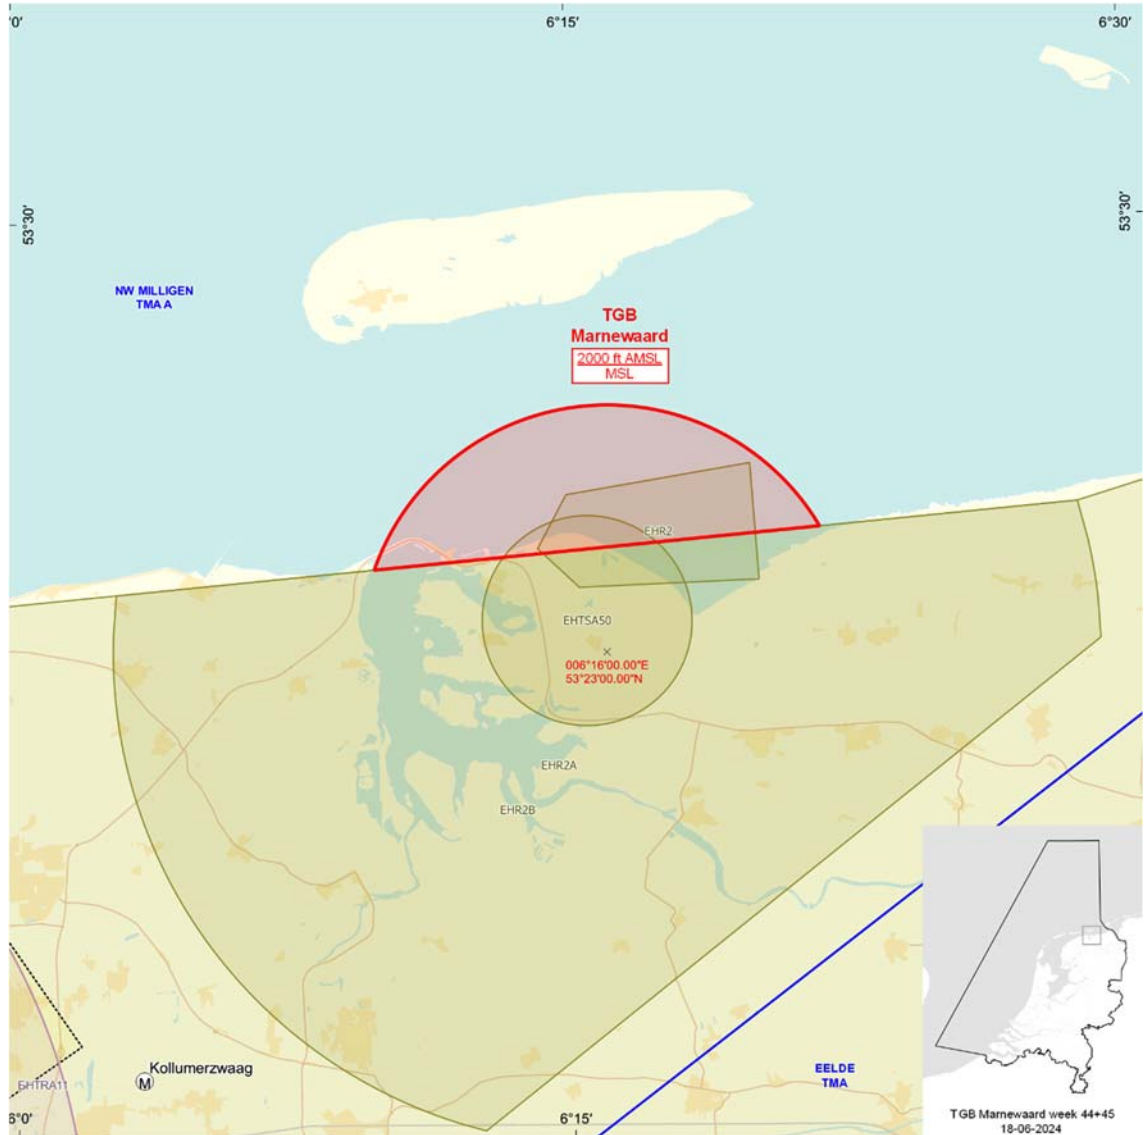 0'
6°15'
6°30'
53°30'
53°30'
NW MILLIGEN
TMA A
TGB
Marnewaard
2000 ft AMSL
MSL
EHR2
EHTSA50
006°16'00.00"E
53°23'00.00"N
EHR2A
EHR2B
Kollumerzwaag
M
EHTRA11
EELDE
TMA
6°0'
6°15'
TGB Marnewaard week 44+45
18-06-2024